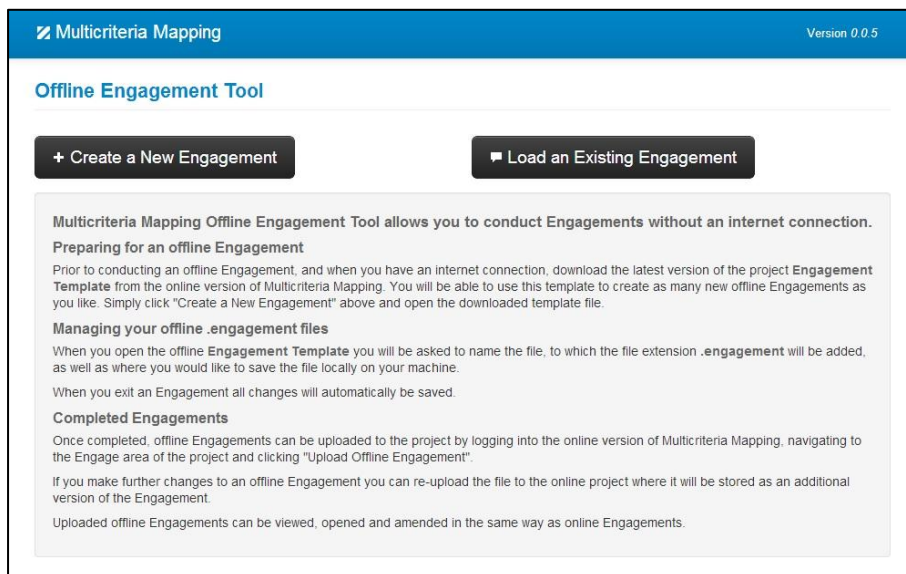 Multicriteria Mapping
Version 0.0.5
Offline Engagement Tool
+ Create a New Engagement
Load an Existing Engagement
Multicriteria Mapping Offline Engagement Tool allows you to conduct Engagements without an internet connection.
Preparing for an offline Engagement
Prior to conducting an offline Engagement, and when you have an internet connection, download the latest version of the project Engagement
Template from the online version of Multicriteria Mapping. You will be able to use this template to create as many new offline Engagements as
you like. Simply click "Create a New Engagement" above and open the downloaded template file.
Managing your offline .engagement files
When you open the offline Engagement Template you will be asked to name the file, to which the file extension .engagement will be added,
as well as where you would like to save the file locally on your machine.
When you exit an Engagement all changes will automatically be saved.
Completed Engagements
Once completed, offline Engagements can be uploaded to the project by logging into the online version of Multicriteria Mapping, navigating to
the Engage area of the project and clicking "Upload Offline Engagement".
If you make further changes to an offline Engagement you can re-upload the file to the online project where it will be stored as an additional
version of the Engagement.
Uploaded offline Engagements can be viewed, opened and amended in the same way as online Engagements.